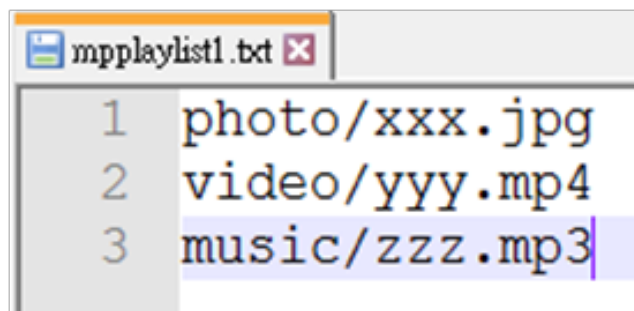 mpplaylist1.txt
1 photo/xxx.jpg
2 video/yyy.mp4
3 music/zzz.mp3